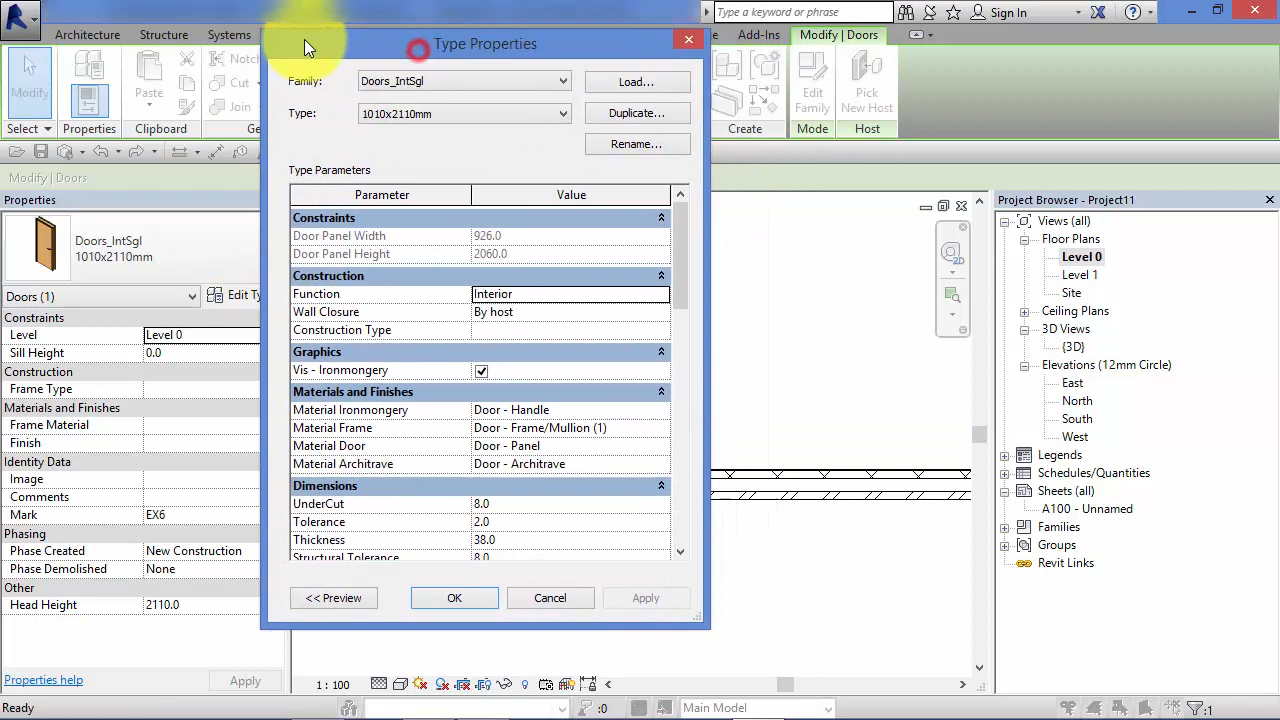 Type a keyword or phrase
Sign In
Architecture
Structure
Systems
Add-Ins
Modify | Doors
Modify
Notch
Cut
Join
Paste
Edit Family
Pick New Host
Select
Properties
Clipboard
Create
Mode
Host
Modify | Doors
Type Properties
Family:
Doors_IntSgl
Load...
Type:
1010x2110mm
Duplicate...
Rename...
Type Parameters
Parameter
Value
Constraints
Door Panel Width
926.0
Door Panel Height
2060.0
Construction
Function
Interior
Wall Closure
By host
Construction Type
Graphics
Vis - Ironmongery
Materials and Finishes
Material Ironmongery
Door - Handle
Material Frame
Door - Frame/Mullion (1)
Material Door
Door - Panel
Material Architrave
Door - Architrave
Dimensions
UnderCut
8.0
Tolerance
2.0
Thickness
38.0
Structural Tolerance
8.0
<< Preview
OK
Cancel
Apply
Properties
Doors_IntSgl
1010x2110mm
Doors (1)
Edit Ty
Constraints
Level
Level 0
Sill Height
0.0
Construction
Frame Type
Materials and Finishes
Frame Material
Finish
Identity Data
Image
Comments
Mark
EX6
Phasing
Phase Created
New Construction
Phase Demolished
None
Other
Head Height
2110.0
Properties help
Apply
Project Browser - Project11
Views (all)
Floor Plans
Level 0
Level 1
Site
Ceiling Plans
3D Views
{3D}
Elevations (12mm Circle)
East
North
South
West
Legends
Schedules/Quantities
Sheets (all)
A100 - Unnamed
Families
Groups
Revit Links
2D
1 : 100
Ready
:0
Main Model
:1